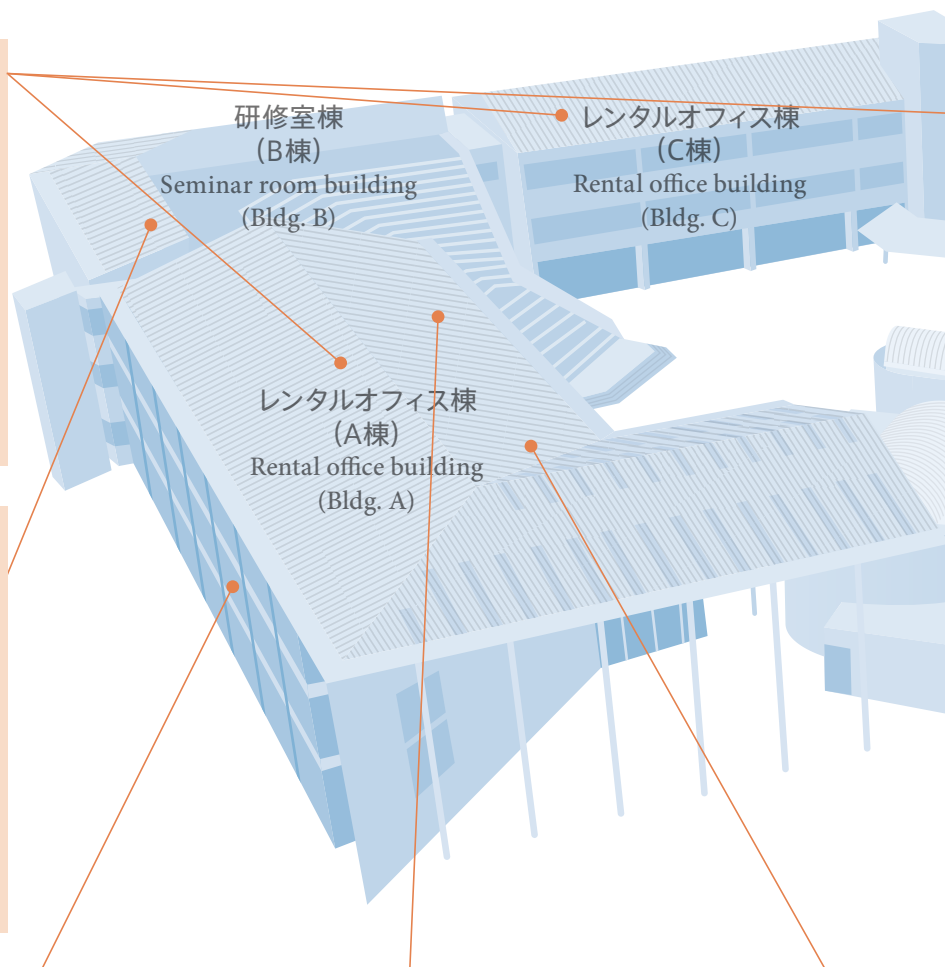 研修室棟
(B棟)
Seminar room building
(Bldg. B)
レンタルオフィス棟
(C棟)
Rental office building
(Bldg. C)
レンタルオフィス棟
(A棟)
Rental office building
(Bldg. A)